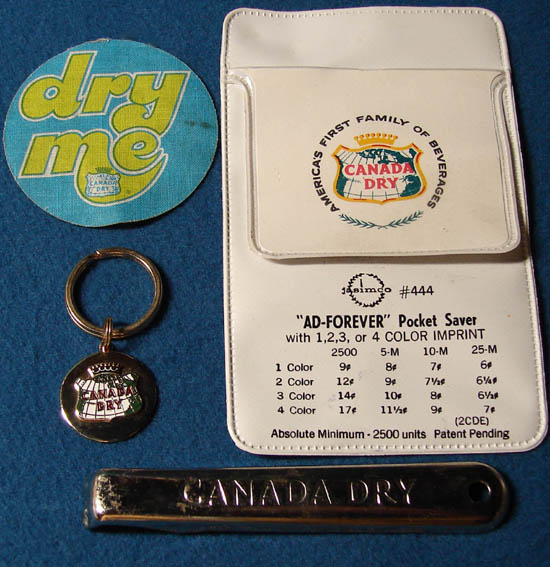 dry
me
CANADA
DRY
AMERICA'S FIRST FAMILY OF BEVERAGES
CANADA
DRY
jasimco #444
"AD-FOREVER" Pocket Saver
with 1,2,3, or 4 COLOR IMPRINT
2500 5-M 10-M 25-M
1 Color 9¢ 8¢ 7¢ 6¢
2 Color 12¢ 9¢ 7½¢ 6¼¢
3 Color 14¢ 10¢ 8¢ 6½¢
4 Color 17¢ 11½¢ 9¢ 7¢
(2CDE)
Absolute Minimum - 2500 units Patent Pending
CANADA
DRY
CANADA DRY